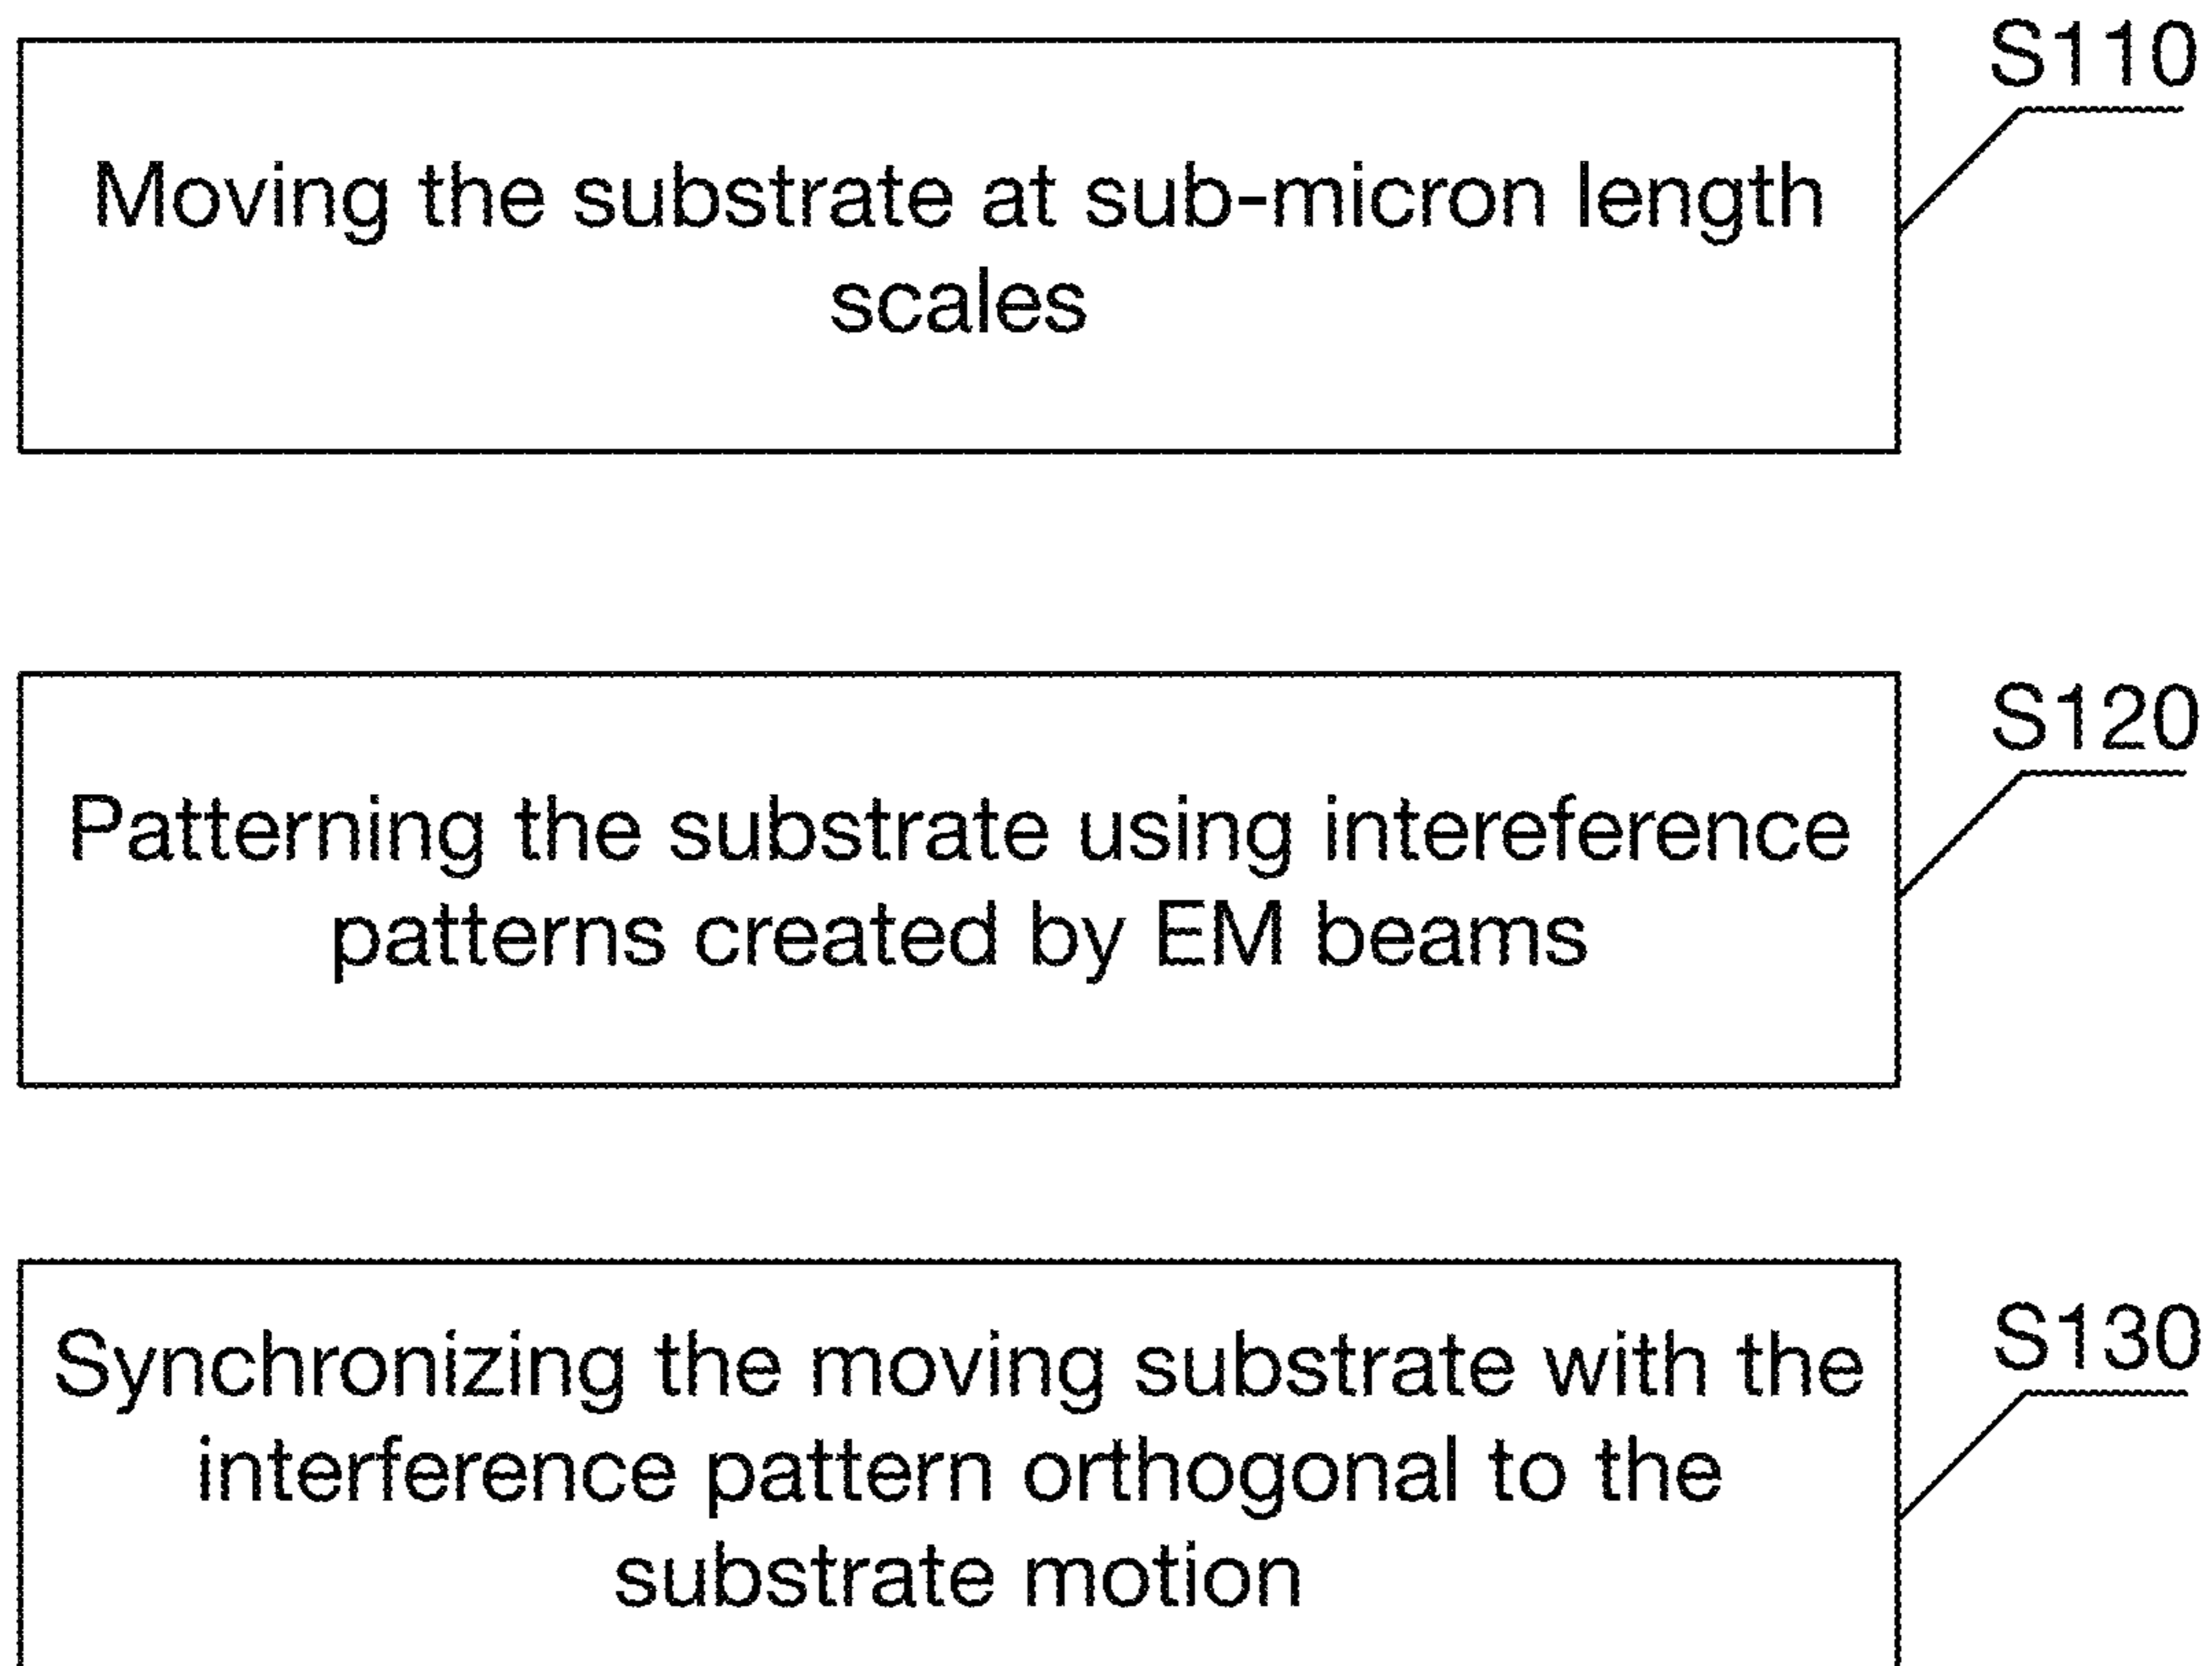 S110
Moving the substrate at sub-micron length
scales
S120
Patterning the substrate using intereference
patterns created by EM beams
S130
Synchronizing the moving substrate with the
interference pattern orthogonal to the
substrate motion